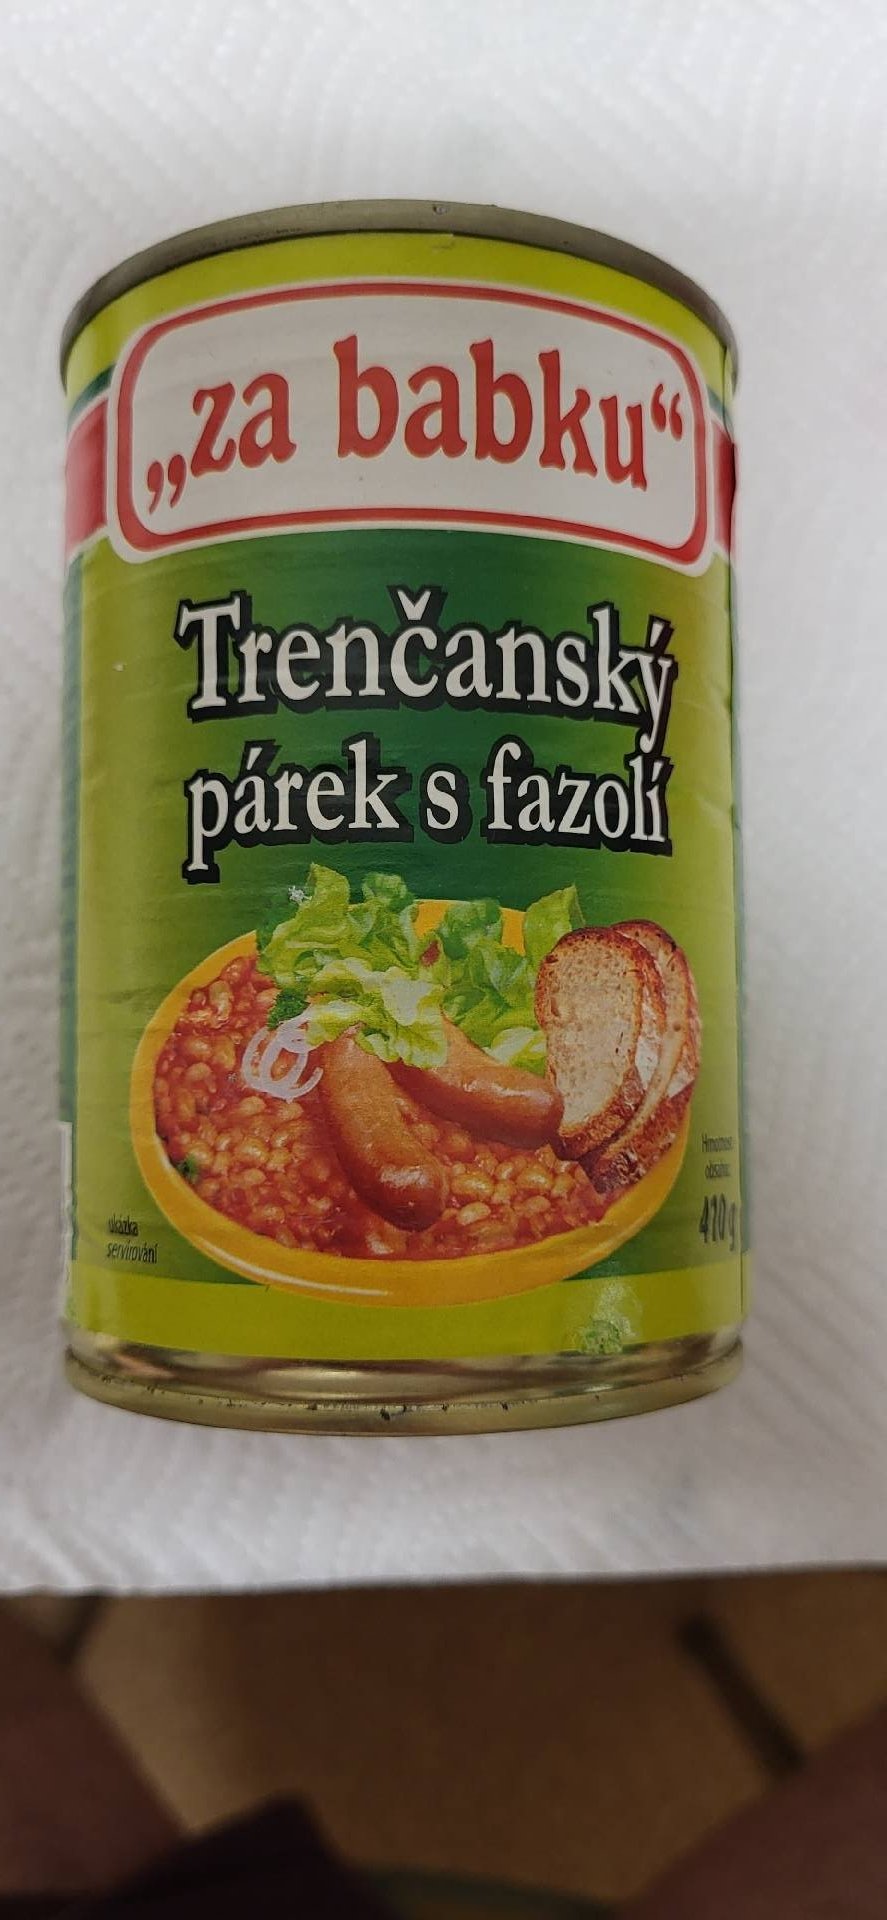 „za babku“
Trenčanský
párek s fazolí
ukázka
servírování
Hmotnost
obsahu:
410 g